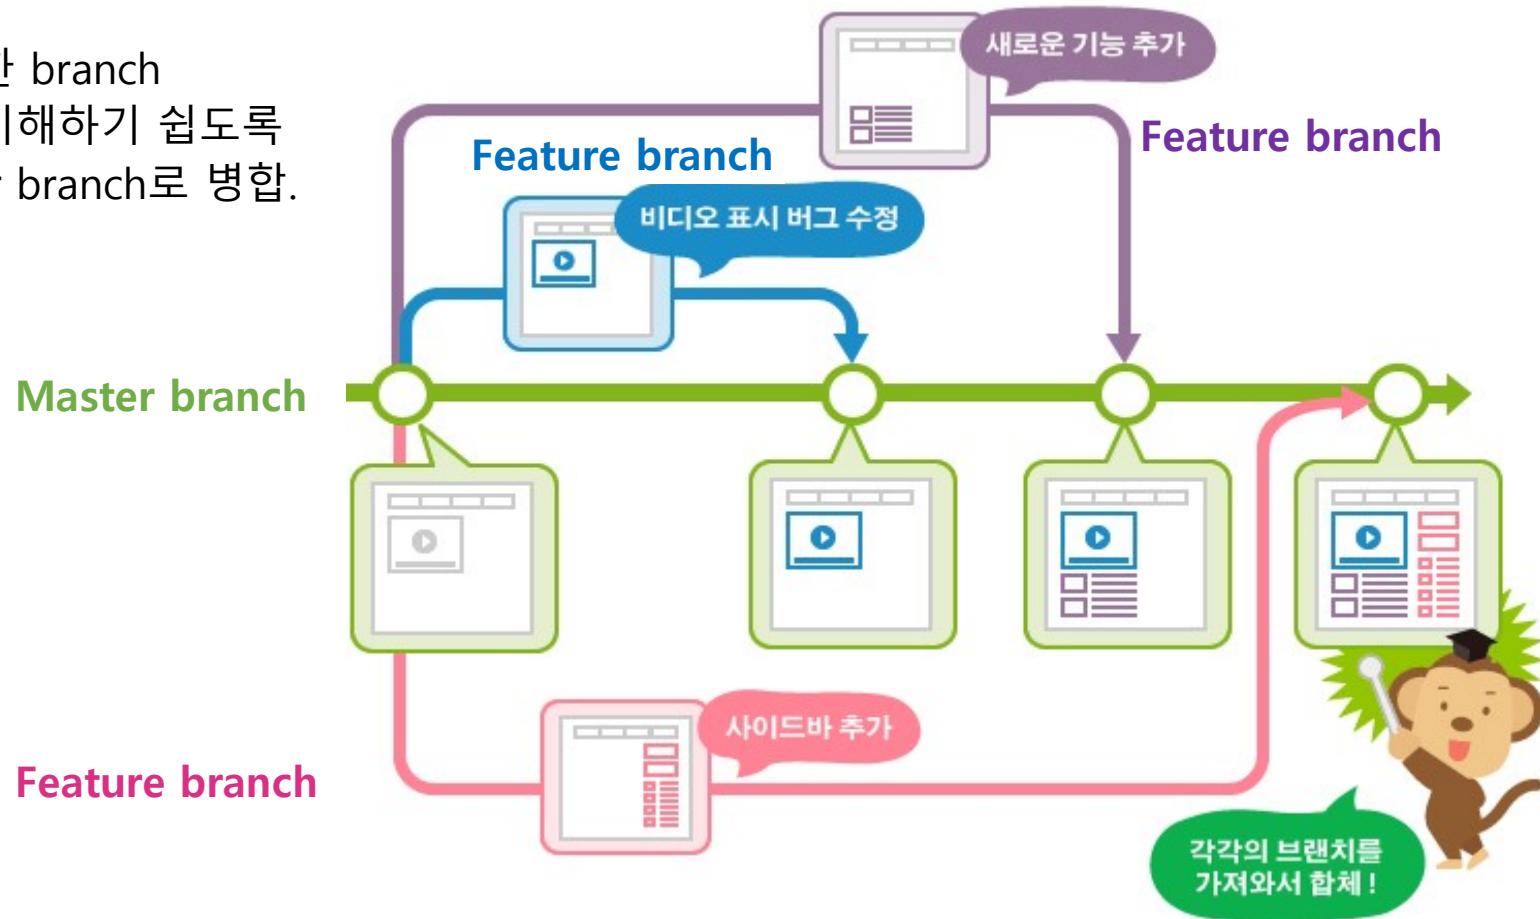 branch
이해하기 쉽도록
branch로 병합.
새로운 기능 추가
Feature branch
Feature branch
비디오 표시 버그 수정
Master branch
사이드바 추가
Feature branch
각각의 브랜치를
가져와서 합체 !